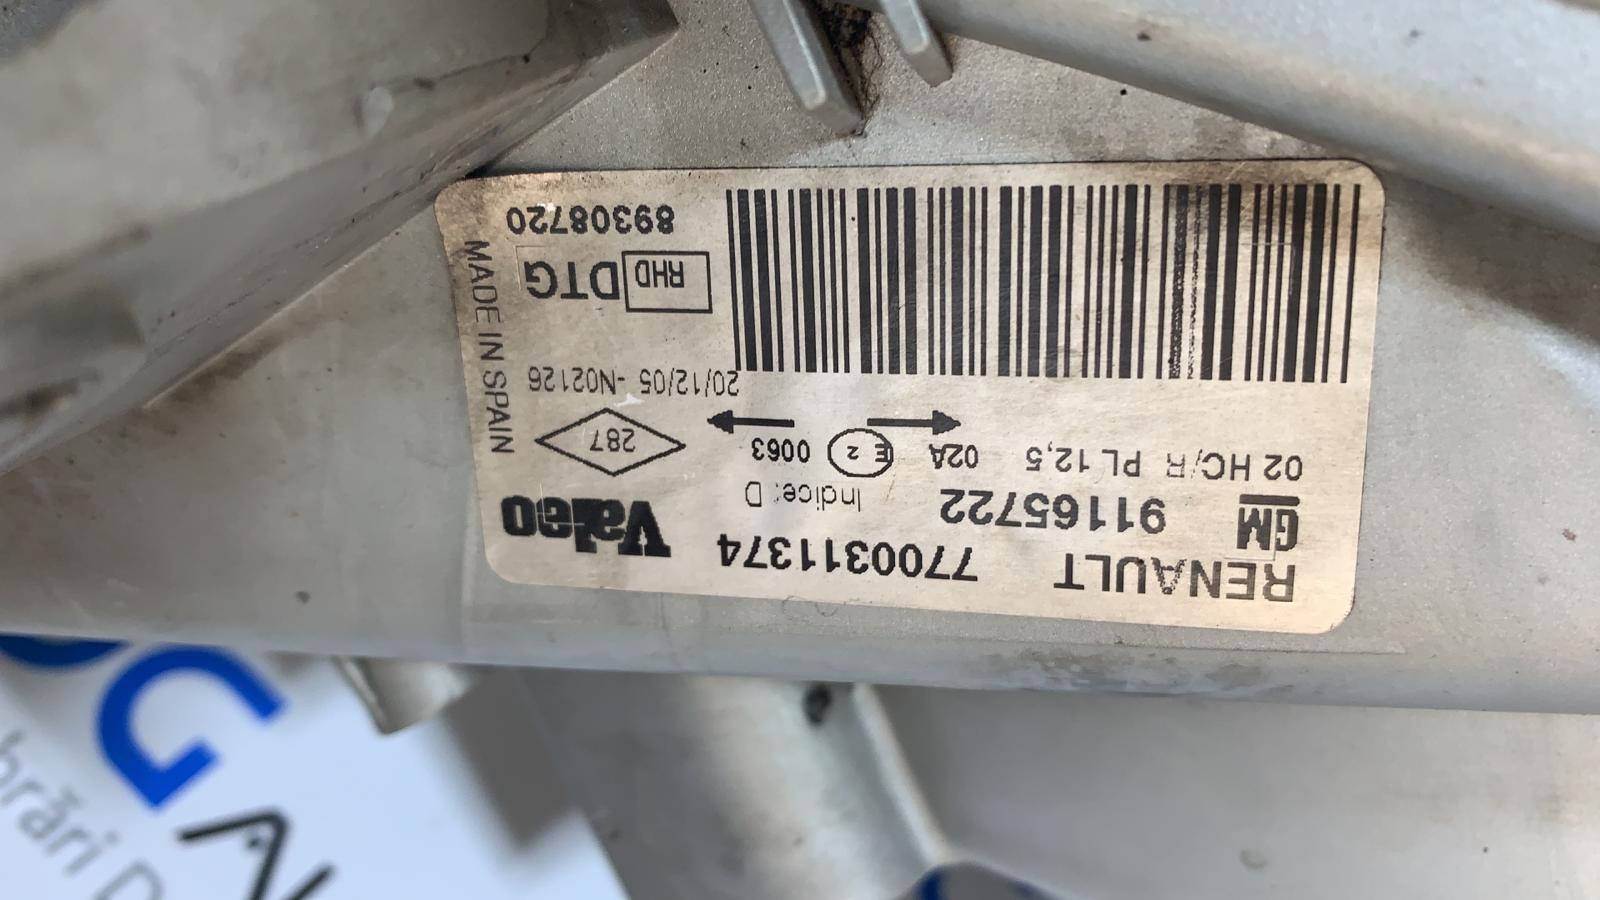 RENAULT 7700311374
GM 91165722
Valeo
Indice: D
02 HC/R PL 12,5 02A E 2 0063
287
20/12/05 -N02126
RHD DTG
89308720
MADE IN SPAIN
brări D